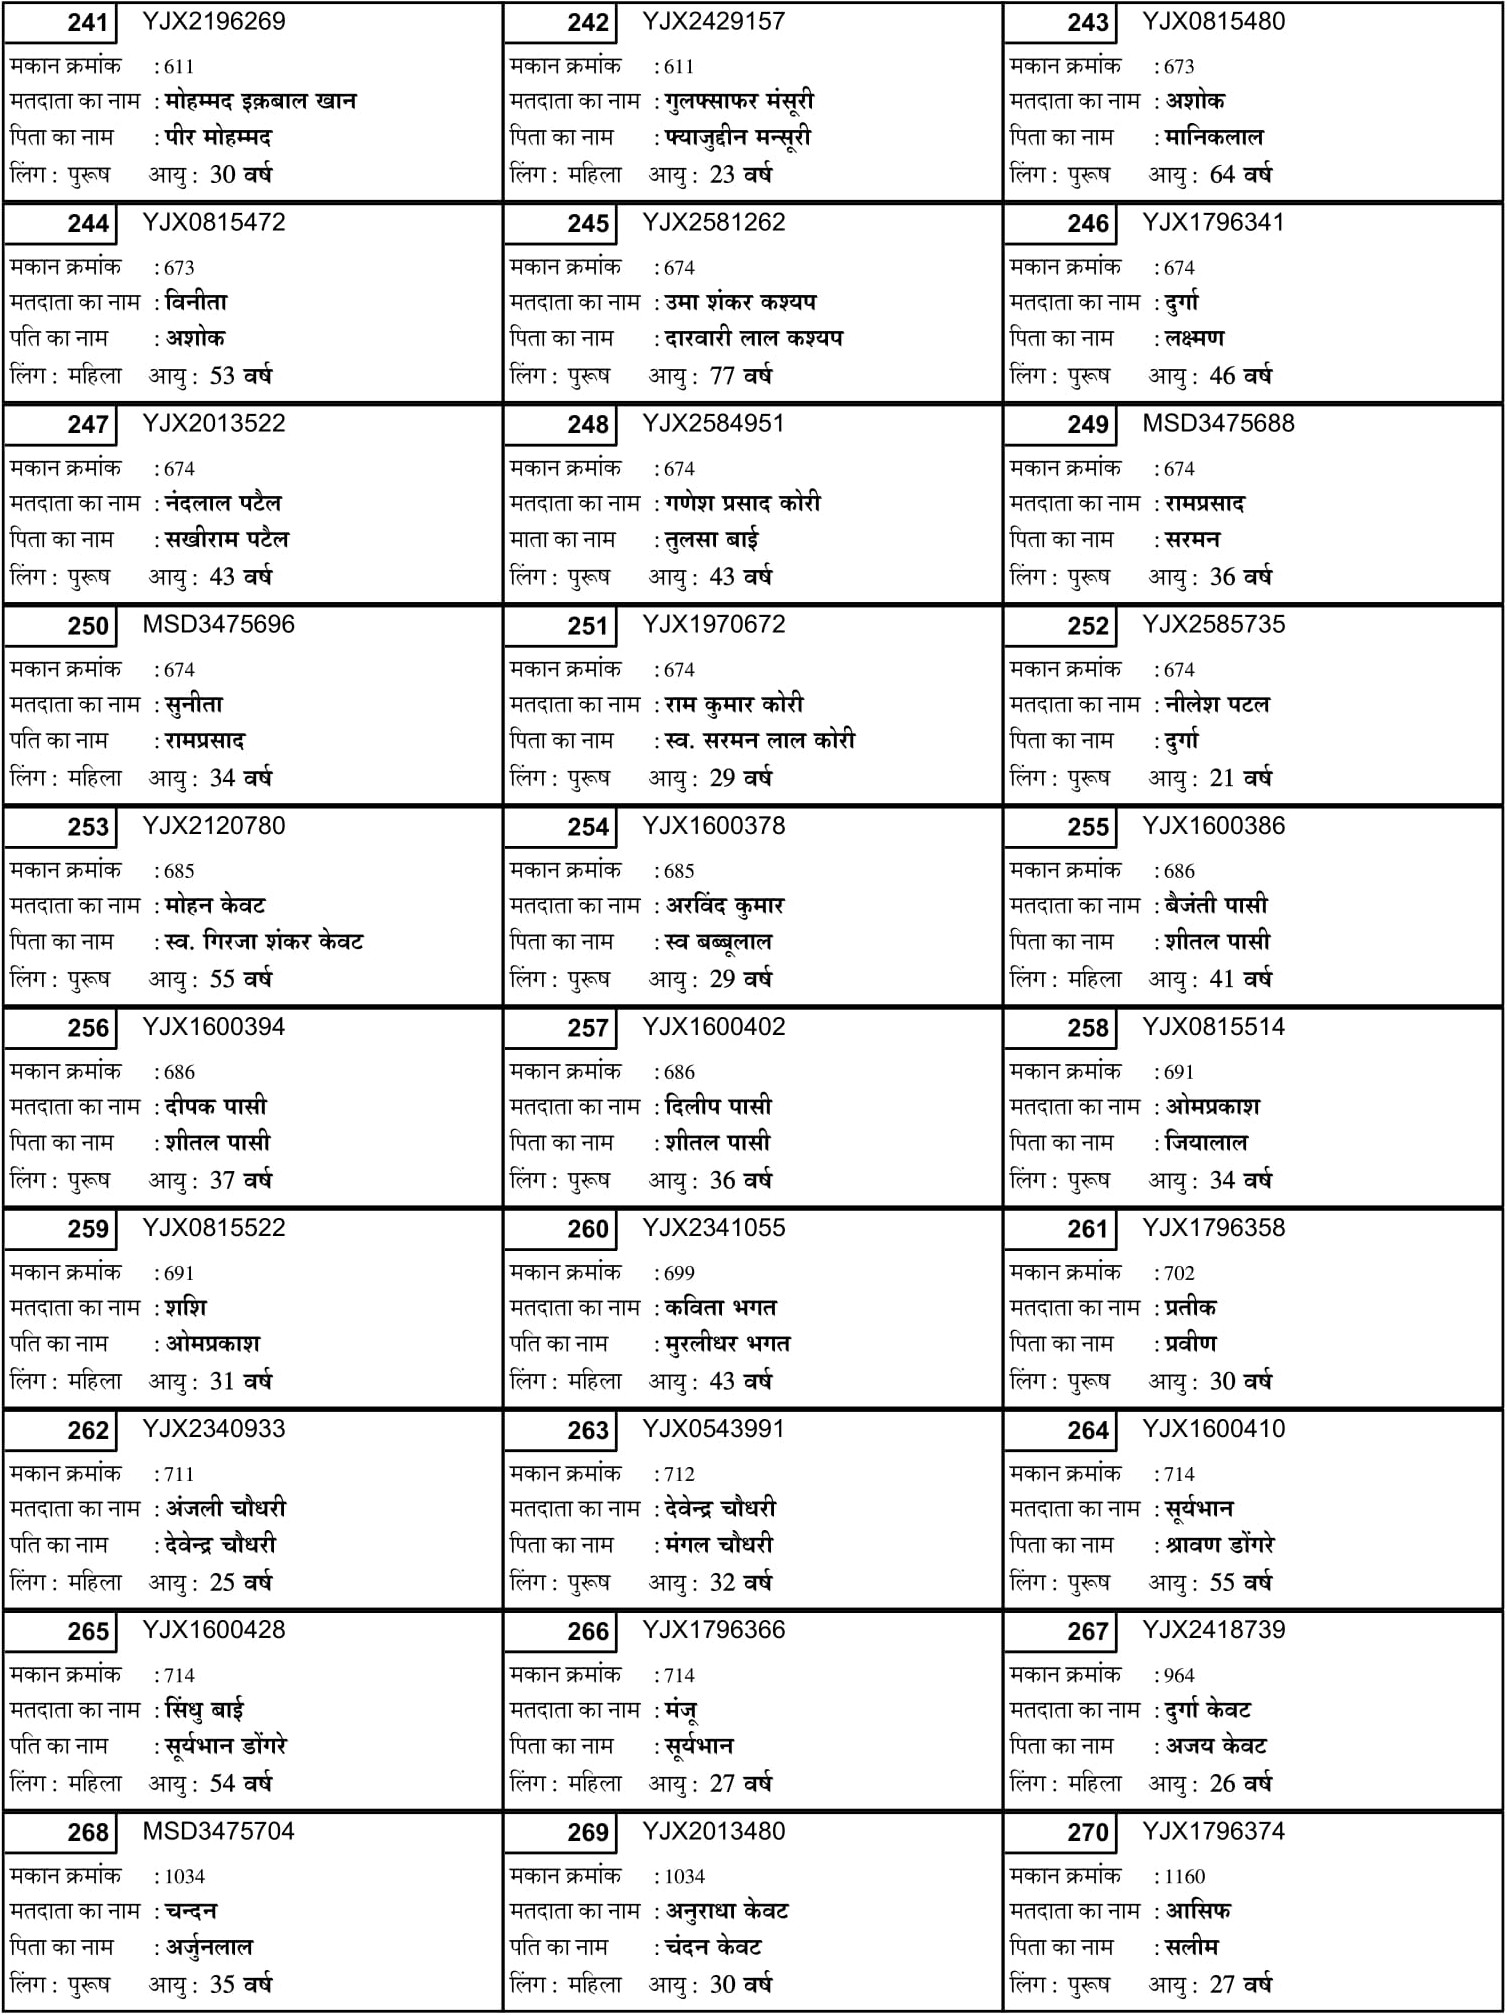 241 YJX2196269
मकान क्रमांक : 611
मतदाता का नाम : मोहम्मद इक़बाल खान
पिता का नाम : पीर मोहम्मद
लिंग : पुरूष आयु : 30 वर्ष
242 YJX2429157
मकान क्रमांक : 611
मतदाता का नाम : गुलफ्साफर मंसूरी
पिता का नाम : फ्याजुद्दीन मन्सूरी
लिंग : महिला आयु : 23 वर्ष
243 YJX0815480
मकान क्रमांक : 673
मतदाता का नाम : अशोक
पिता का नाम : मानिकलाल
लिंग : पुरूष आयु : 64 वर्ष
244 YJX0815472
मकान क्रमांक : 673
मतदाता का नाम : विनीता
पति का नाम : अशोक
लिंग : महिला आयु : 53 वर्ष
245 YJX2581262
मकान क्रमांक : 674
मतदाता का नाम : उमा शंकर कश्यप
पिता का नाम : दारवारी लाल कश्यप
लिंग : पुरूष आयु : 77 वर्ष
246 YJX1796341
मकान क्रमांक : 674
मतदाता का नाम : दुर्गा
पिता का नाम : लक्ष्मण
लिंग : पुरूष आयु : 46 वर्ष
247 YJX2013522
मकान क्रमांक : 674
मतदाता का नाम : नंदलाल पटैल
पिता का नाम : सखीराम पटैल
लिंग : पुरूष आयु : 43 वर्ष
248 YJX2584951
मकान क्रमांक : 674
मतदाता का नाम : गणेश प्रसाद कोरी
माता का नाम : तुलसा बाई
लिंग : पुरूष आयु : 43 वर्ष
249 MSD3475688
मकान क्रमांक : 674
मतदाता का नाम : रामप्रसाद
पिता का नाम : सरमन
लिंग : पुरूष आयु : 36 वर्ष
250 MSD3475696
मकान क्रमांक : 674
मतदाता का नाम : सुनीता
पति का नाम : रामप्रसाद
लिंग : महिला आयु : 34 वर्ष
251 YJX1970672
मकान क्रमांक : 674
मतदाता का नाम : राम कुमार कोरी
पिता का नाम : स्व. सरमन लाल कोरी
लिंग : पुरूष आयु : 29 वर्ष
252 YJX2585735
मकान क्रमांक : 674
मतदाता का नाम : नीलेश पटल
पिता का नाम : दुर्गा
लिंग : पुरूष आयु : 21 वर्ष
253 YJX2120780
मकान क्रमांक : 685
मतदाता का नाम : मोहन केवट
पिता का नाम : स्व. गिरजा शंकर केवट
लिंग : पुरूष आयु : 55 वर्ष
254 YJX1600378
मकान क्रमांक : 685
मतदाता का नाम : अरविंद कुमार
पिता का नाम : स्व बब्बूलाल
लिंग : पुरूष आयु : 29 वर्ष
255 YJX1600386
मकान क्रमांक : 686
मतदाता का नाम : बैजंती पासी
पिता का नाम : शीतल पासी
लिंग : महिला आयु : 41 वर्ष
256 YJX1600394
मकान क्रमांक : 686
मतदाता का नाम : दीपक पासी
पिता का नाम : शीतल पासी
लिंग : पुरूष आयु : 37 वर्ष
257 YJX1600402
मकान क्रमांक : 686
मतदाता का नाम : दिलीप पासी
पिता का नाम : शीतल पासी
लिंग : पुरूष आयु : 36 वर्ष
258 YJX0815514
मकान क्रमांक : 691
मतदाता का नाम : ओमप्रकाश
पिता का नाम : जियालाल
लिंग : पुरूष आयु : 34 वर्ष
259 YJX0815522
मकान क्रमांक : 691
मतदाता का नाम : शशि
पति का नाम : ओमप्रकाश
लिंग : महिला आयु : 31 वर्ष
260 YJX2341055
मकान क्रमांक : 699
मतदाता का नाम : कविता भगत
पति का नाम : मुरलीधर भगत
लिंग : महिला आयु : 43 वर्ष
261 YJX1796358
मकान क्रमांक : 702
मतदाता का नाम : प्रतीक
पिता का नाम : प्रवीण
लिंग : पुरूष आयु : 30 वर्ष
262 YJX2340933
मकान क्रमांक : 711
मतदाता का नाम : अंजली चौधरी
पति का नाम : देवेन्द्र चौधरी
लिंग : महिला आयु : 25 वर्ष
263 YJX0543991
मकान क्रमांक : 712
मतदाता का नाम : देवेन्द्र चौधरी
पिता का नाम : मंगल चौधरी
लिंग : पुरूष आयु : 32 वर्ष
264 YJX1600410
मकान क्रमांक : 714
मतदाता का नाम : सूर्यभान
पिता का नाम : श्रावण डोंगरे
लिंग : पुरूष आयु : 55 वर्ष
265 YJX1600428
मकान क्रमांक : 714
मतदाता का नाम : सिंधु बाई
पति का नाम : सूर्यभान डोंगरे
लिंग : महिला आयु : 54 वर्ष
266 YJX1796366
मकान क्रमांक : 714
मतदाता का नाम : मंजू
पिता का नाम : सूर्यभान
लिंग : महिला आयु : 27 वर्ष
267 YJX2418739
मकान क्रमांक : 964
मतदाता का नाम : दुर्गा केवट
पिता का नाम : अजय केवट
लिंग : महिला आयु : 26 वर्ष
268 MSD3475704
मकान क्रमांक : 1034
मतदाता का नाम : चन्दन
पिता का नाम : अर्जुनलाल
लिंग : पुरूष आयु : 35 वर्ष
269 YJX2013480
मकान क्रमांक : 1034
मतदाता का नाम : अनुराधा केवट
पति का नाम : चंदन केवट
लिंग : महिला आयु : 30 वर्ष
270 YJX1796374
मकान क्रमांक : 1160
मतदाता का नाम : आसिफ
पिता का नाम : सलीम
लिंग : पुरूष आयु : 27 वर्ष